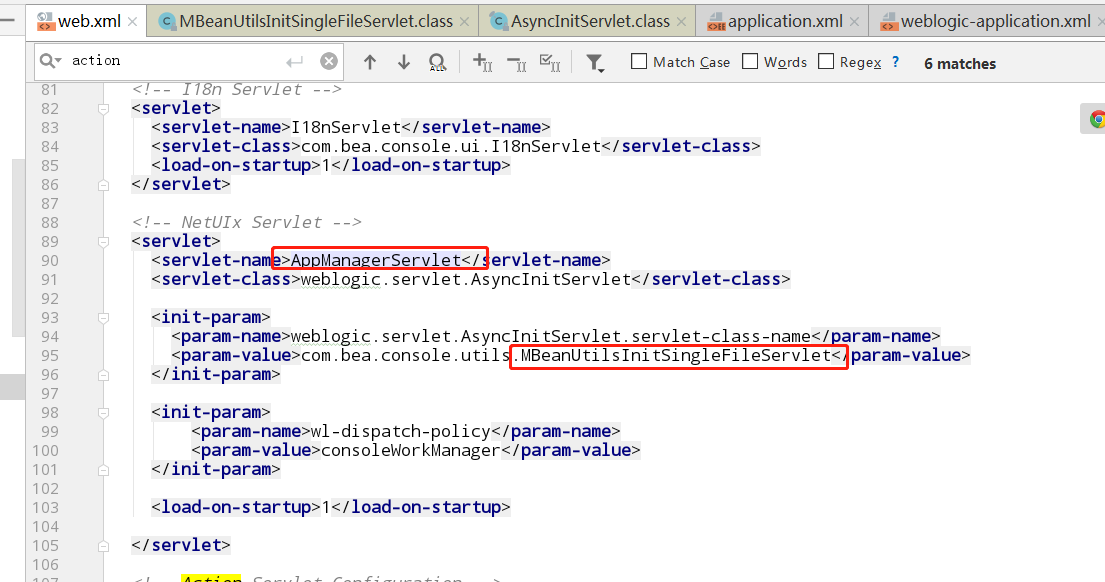 web.xml MBeanUtilsInitSingleFileServlet.class AsyncInitServlet.class application.xml weblogic-application.xml
action Match Case Words Regex ? 6 matches
81 <!-- I18n Servlet -->
82 <servlet>
83 <servlet-name>I18nServlet</servlet-name>
84 <servlet-class>com.bea.console.ui.I18nServlet</servlet-class>
85 <load-on-startup>1</load-on-startup>
86 </servlet>
87
88 <!-- NetUIx Servlet -->
89 <servlet>
90 <servlet-name>AppManagerServlet</servlet-name>
91 <servlet-class>weblogic.servlet.AsyncInitServlet</servlet-class>
92
93 <init-param>
94 <param-name>weblogic.servlet.AsyncInitServlet.servlet-class-name</param-name>
95 <param-value>com.bea.console.utils.MBeanUtilsInitSingleFileServlet</param-value>
96 </init-param>
97
98 <init-param>
99 <param-name>wl-dispatch-policy</param-name>
100 <param-value>consoleWorkManager</param-value>
101 </init-param>
102
103 <load-on-startup>1</load-on-startup>
104
105 </servlet>
106
107 <!-- Action Servlet Configuration -->